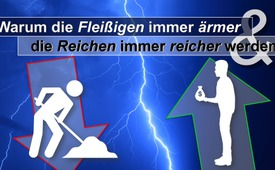 Warum die Fleißigen immer ärmer
&
die Reichen immer reicher werden